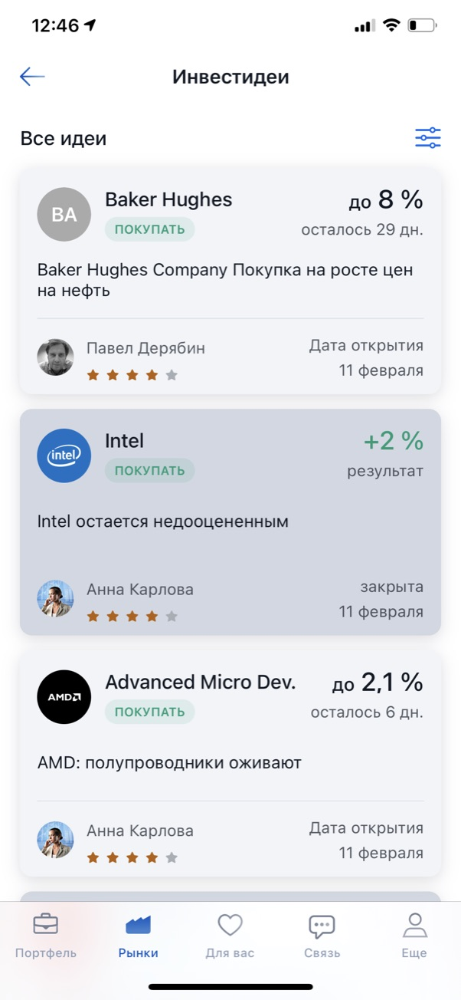 12:46
Инвестидеи
Все идеи
BA
Baker Hughes
до 8 %
ПОКУПАТЬ
осталось 29 дн.
Baker Hughes Company Покупка на росте цен
на нефть
Павел Дерябин
Дата открытия
11 февраля
intel
Intel
+2 %
ПОКУПАТЬ
результат
Intel остается недооцененным
Анна Карлова
закрыта
11 февраля
AMD
Advanced Micro Dev.
до 2,1 %
ПОКУПАТЬ
осталось 6 дн.
AMD: полупроводники оживают
Анна Карлова
Дата открытия
11 февраля
Портфель
Рынки
Для вас
Связь
Еще